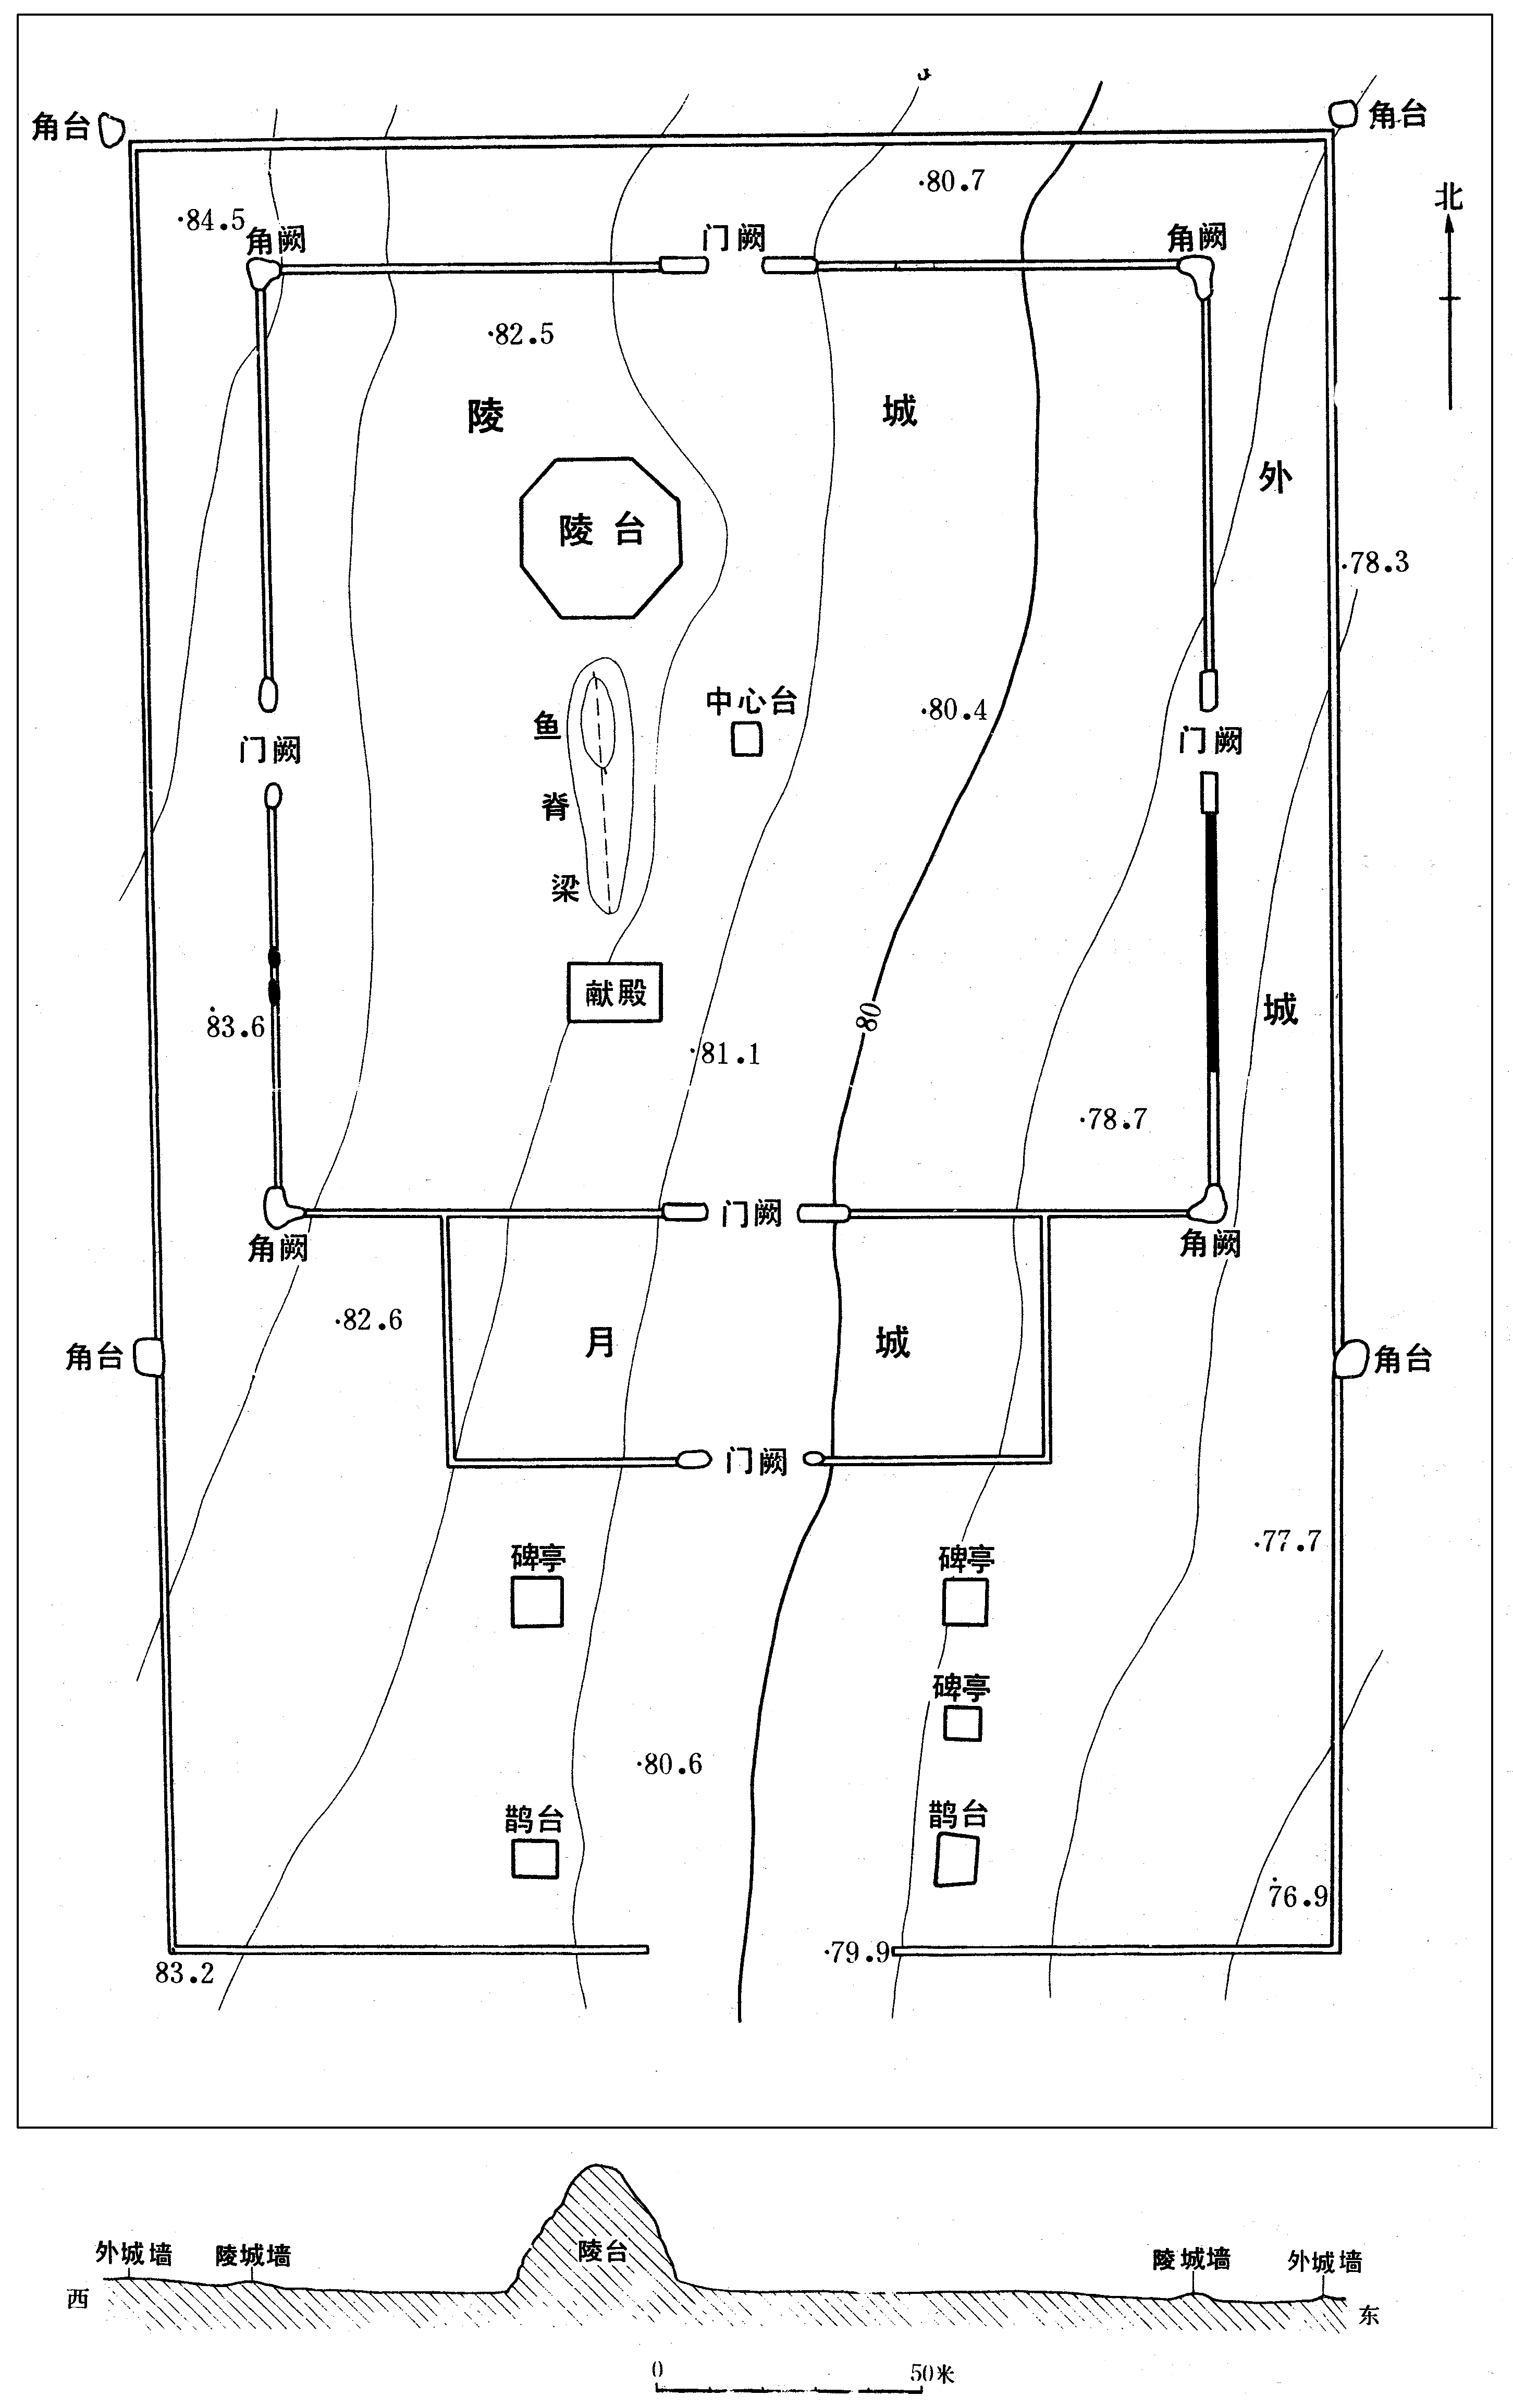 角台
角台
80.7
北
84.5
角阙
门阙
角阙
82.5
陵 城
外
陵台
78.3
中心台
80.4
鱼
脊
梁
门阙
门阙
献殿
83.6
80
城
81.1
78.7
门阙
角阙
角阙
82.6
月 城
角台
角台
门阙
77.7
碑亭
碑亭
碑亭
80.6
鹊台
鹊台
76.9
79.9
83.2
外城墙
陵城墙
陵台
陵城墙
外城墙
西
东
0 50米